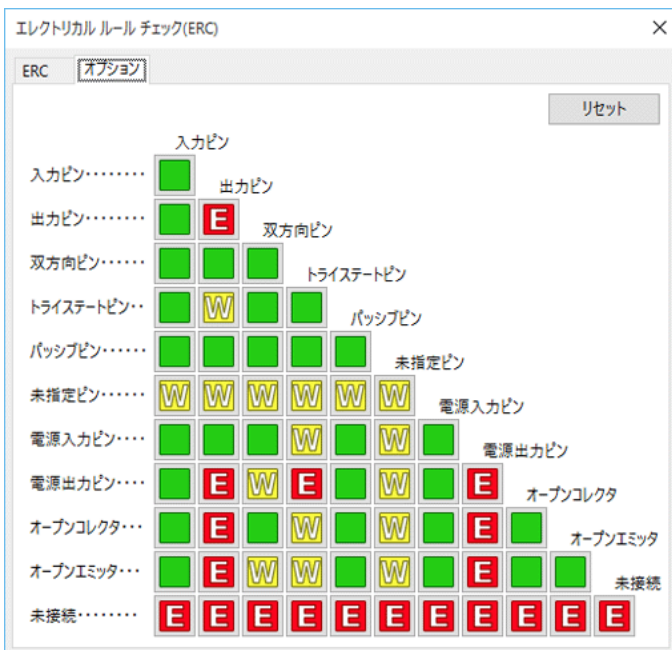 エレクトリカル ルール チェック(ERC)
ERC オプション
リセット
入力ピン
入力ピン········
出力ピン
出力ピン········ E
双方向ピン
双方向ピン······
トライステートピン
トライステートピン·· W
パッシブピン
パッシブピン······
未指定ピン
未指定ピン······ W W W W W W
電源入力ピン
電源入力ピン···· W W
電源出力ピン
電源出力ピン···· E W E W E
オープンコレクタ
オープンコレクタ··· E W W E
オープンエミッタ
オープンエミッタ··· E W W W E
未接続
未接続········ E E E E E E E E E E E